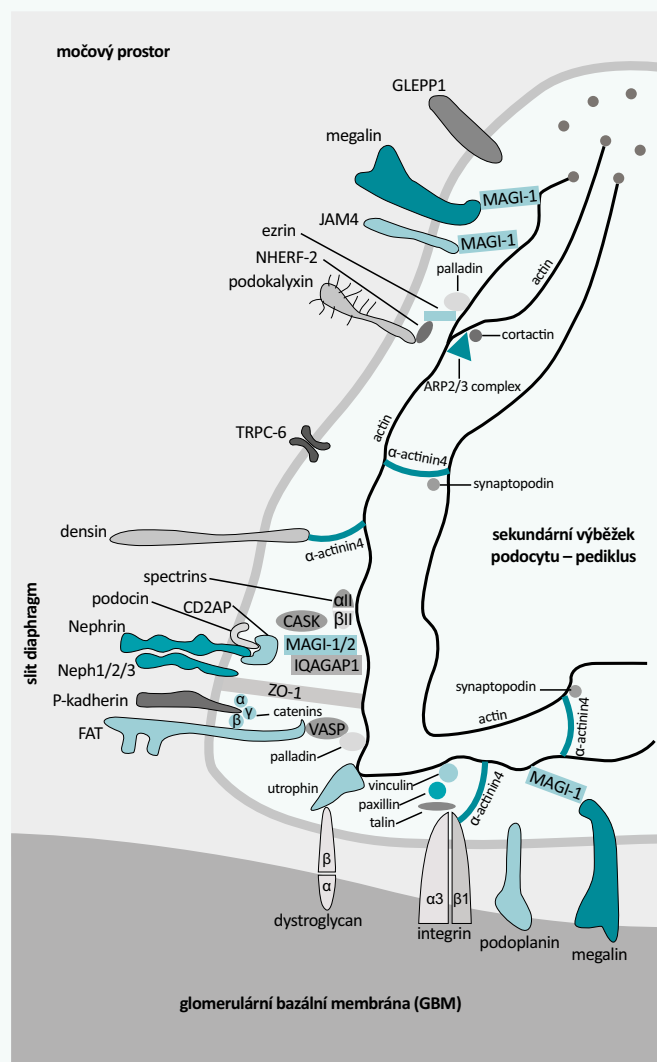 močový prostor
GLEPP1
megalin
MAGI-1
JAM4
MAGI-1
ezrin
NHERF-2
palladin
podokalyxin
actin
cortactin
ARP2/3 complex
TRPC-6
actin
α-actinin4
synaptopodin
densin
α-actinin4
sekundární výběžek
podocytu – pediklus
slit diaphragm
spectrins
αII
βII
podocin
CD2AP
CASK
Nephrin
MAGI-1/2
Neph1/2/3
IQAGAP1
ZO-1
P-kadherin
α
γ
β
catenins
FAT
VASP
palladin
synaptopodin
actin
α-actinin4
utrophin
vinculin
paxillin
talin
α-actinin4
MAGI-1
β
α
dystroglycan
α3
β1
integrin
podoplanin
megalin
glomerulární bazální membrána (GBM)